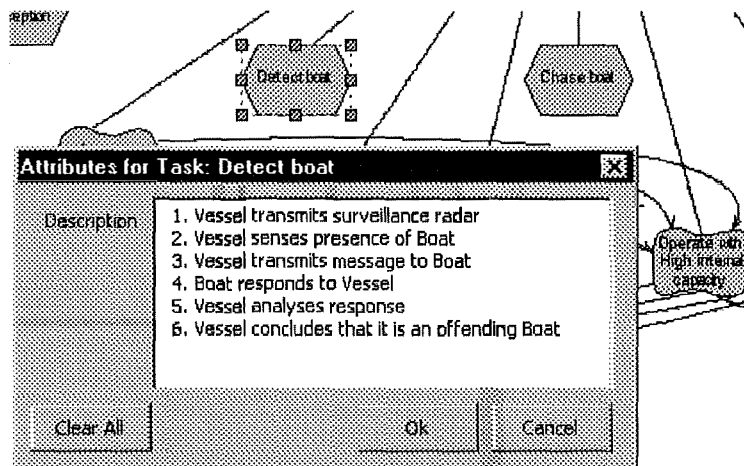 Detect boat
Chase boat
Attributes for Task: Detect boat
Description
1. Vessel transmits surveillance radar
2. Vessel senses presence of Boat
3. Vessel transmits message to Boat
4. Boat responds to Vessel
5. Vessel analyses response
6. Vessel concludes that it is an offending Boat
Operate with
High internal
capacity
Clear All
Ok
Cancel